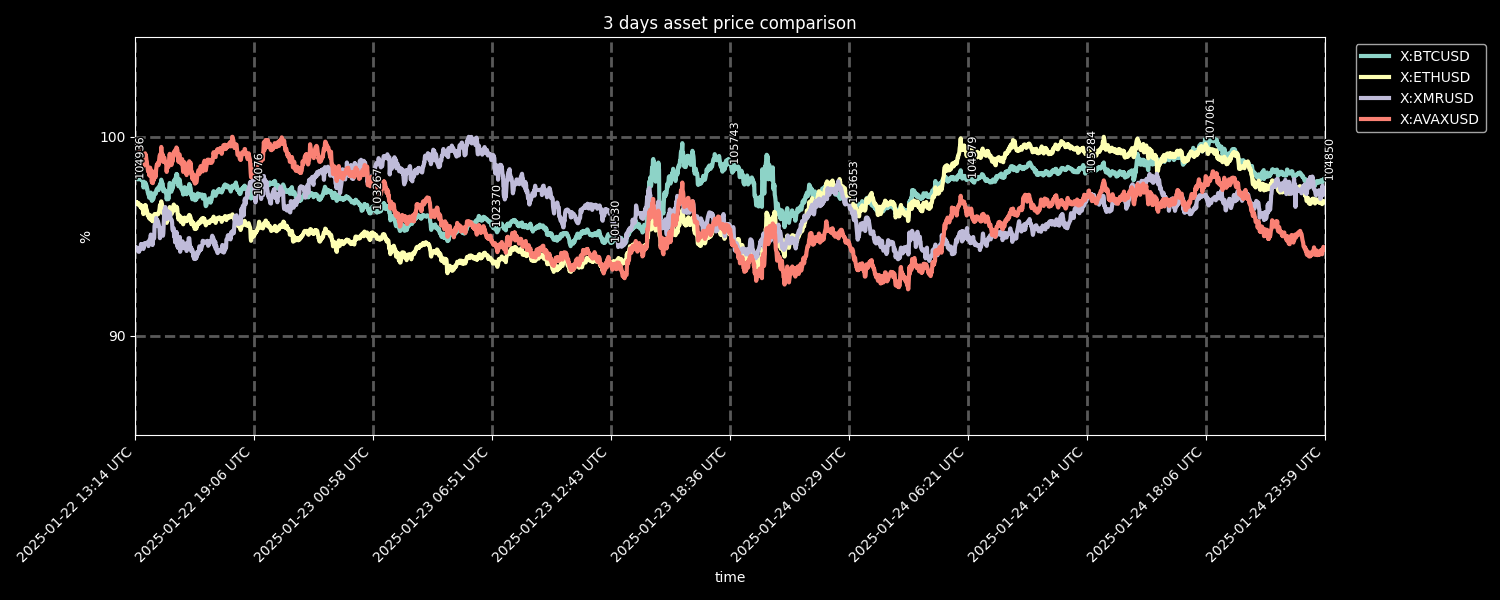 3 days asset price comparison
X:BTCUSD
X:ETHUSD
X:XMRUSD
X:AVAXUSD
100
90
%
104936
104076
103267
102370
101530
105743
103653
104979
105284
107061
104850
2025-01-22 13:14 UTC
2025-01-22 19:06 UTC
2025-01-23 00:58 UTC
2025-01-23 06:51 UTC
2025-01-23 12:43 UTC
2025-01-23 18:36 UTC
2025-01-24 00:29 UTC
2025-01-24 06:21 UTC
2025-01-24 12:14 UTC
2025-01-24 18:06 UTC
2025-01-24 23:59 UTC
time